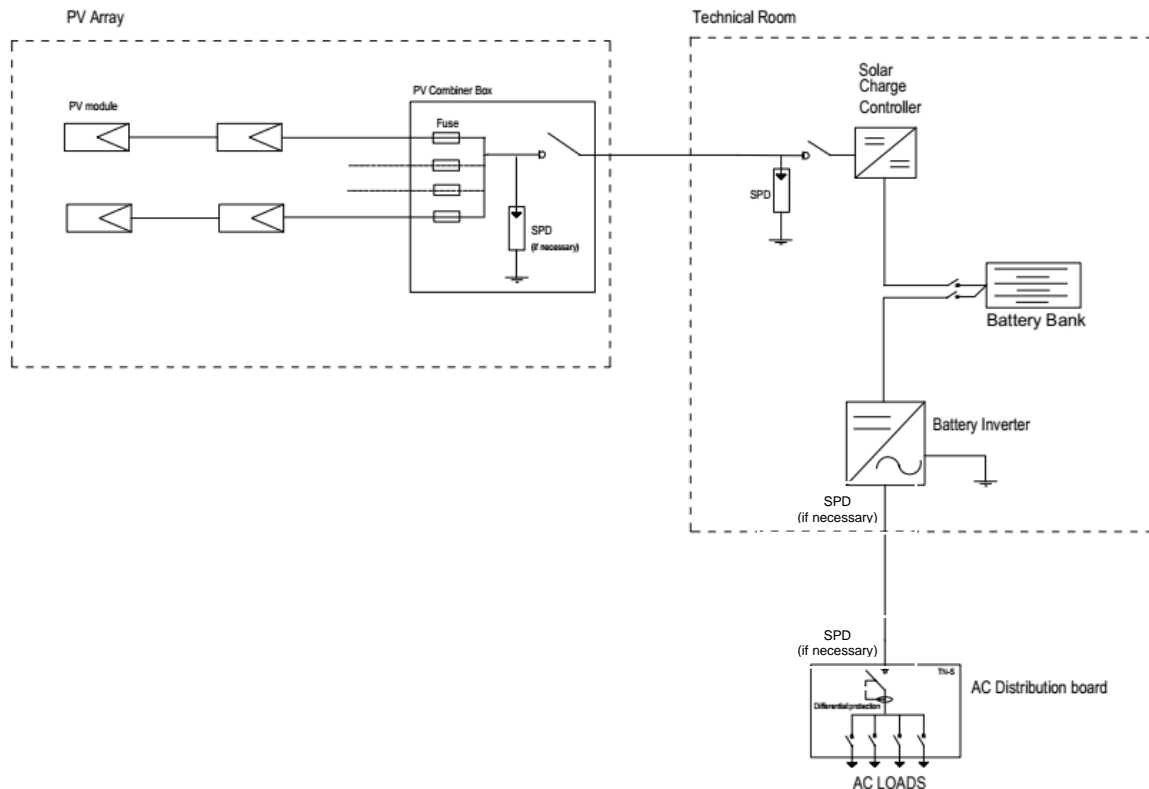 PV Array
Technical Room
PV module
PV Combiner Box
Fuse
SPD
(if necessary)
SPD
Solar
Charge
Controller
Battery Bank
Battery Inverter
SPD
(if necessary)
SPD
(if necessary)
TN-S
Differential protection
AC Distribution board
AC LOADS